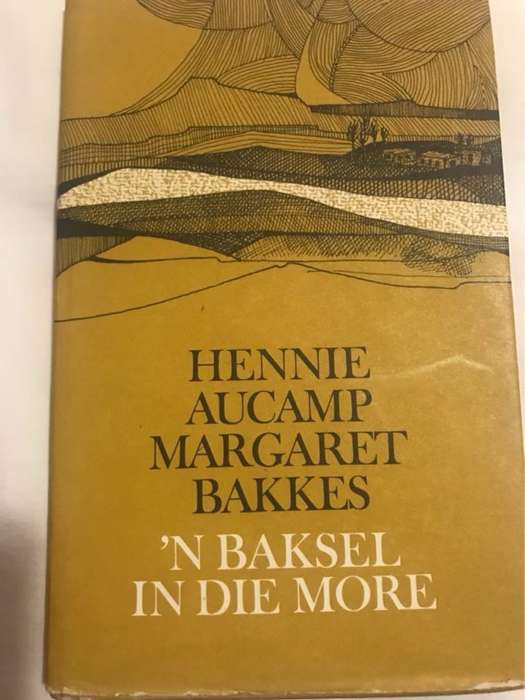 HENNIE
AUCAMP
MARGARET
BAKKES
'N BAKSEL
IN DIE MORE